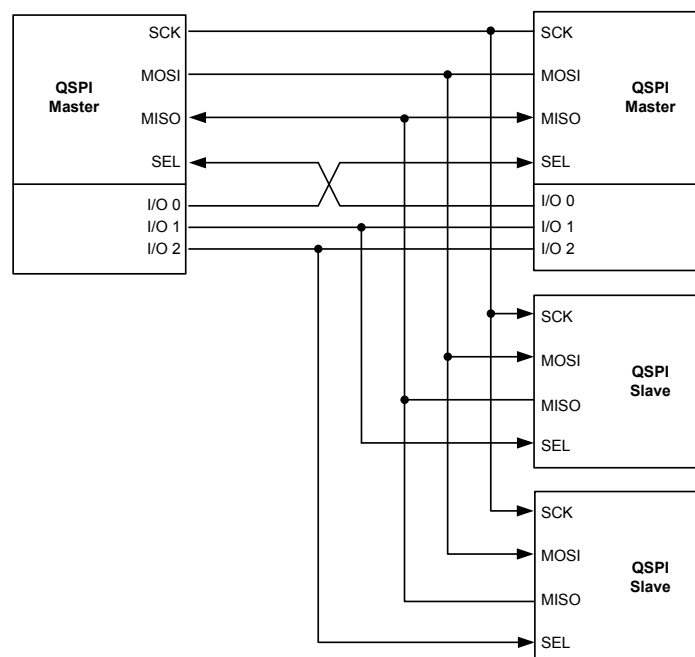 SCK
MOSI
QSPI
Master
MISO
SEL
I/O 0
I/O 1
I/O 2
SCK
MOSI
QSPI
Master
MISO
SEL
I/O 0
I/O 1
I/O 2
SCK
MOSI
QSPI
Slave
MISO
SEL
SCK
MOSI
QSPI
Slave
MISO
SEL